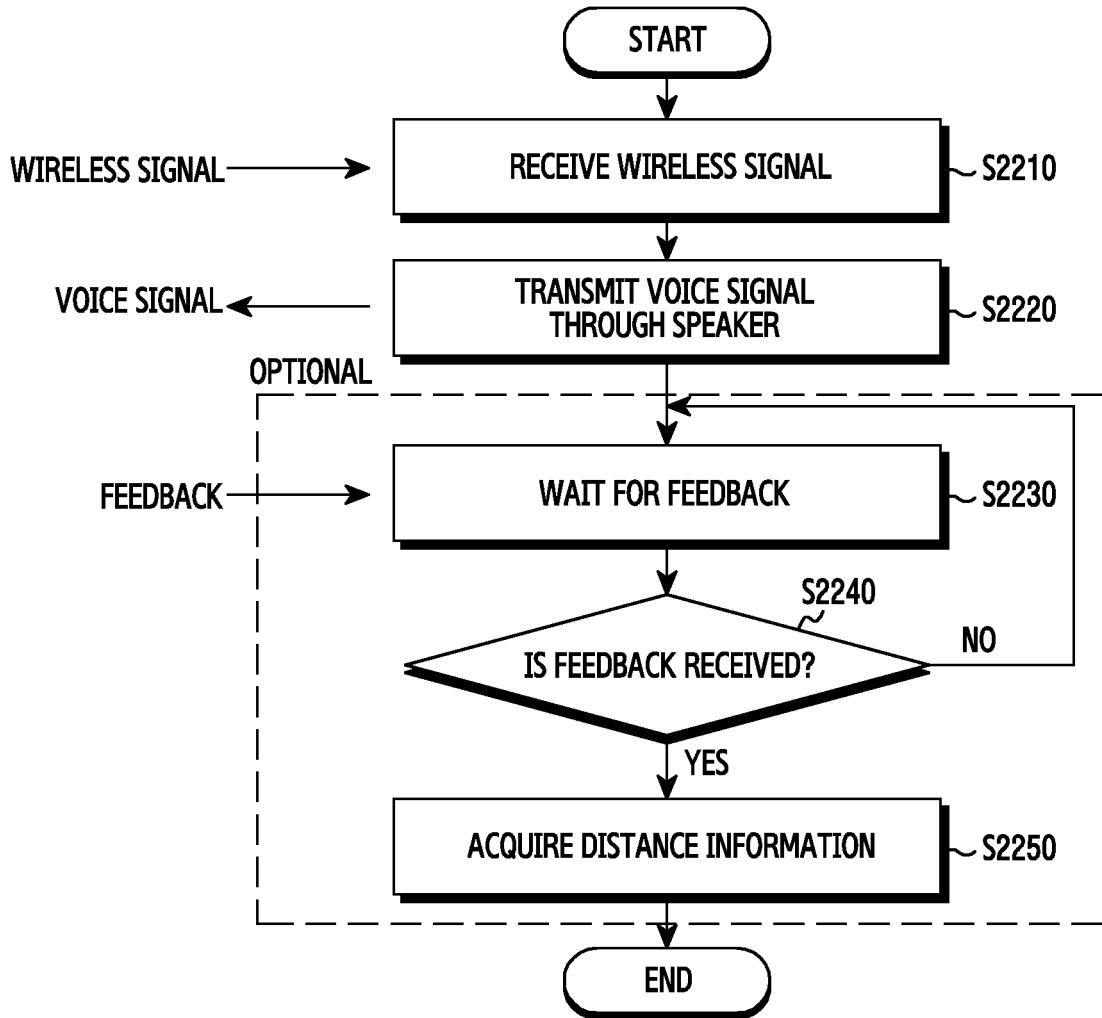 START
WIRELESS SIGNAL
RECEIVE WIRELESS SIGNAL
S2210
VOICE SIGNAL
TRANSMIT VOICE SIGNAL
THROUGH SPEAKER
S2220
OPTIONAL
FEEDBACK
WAIT FOR FEEDBACK
S2230
S2240
IS FEEDBACK RECEIVED?
NO
YES
ACQUIRE DISTANCE INFORMATION
S2250
END